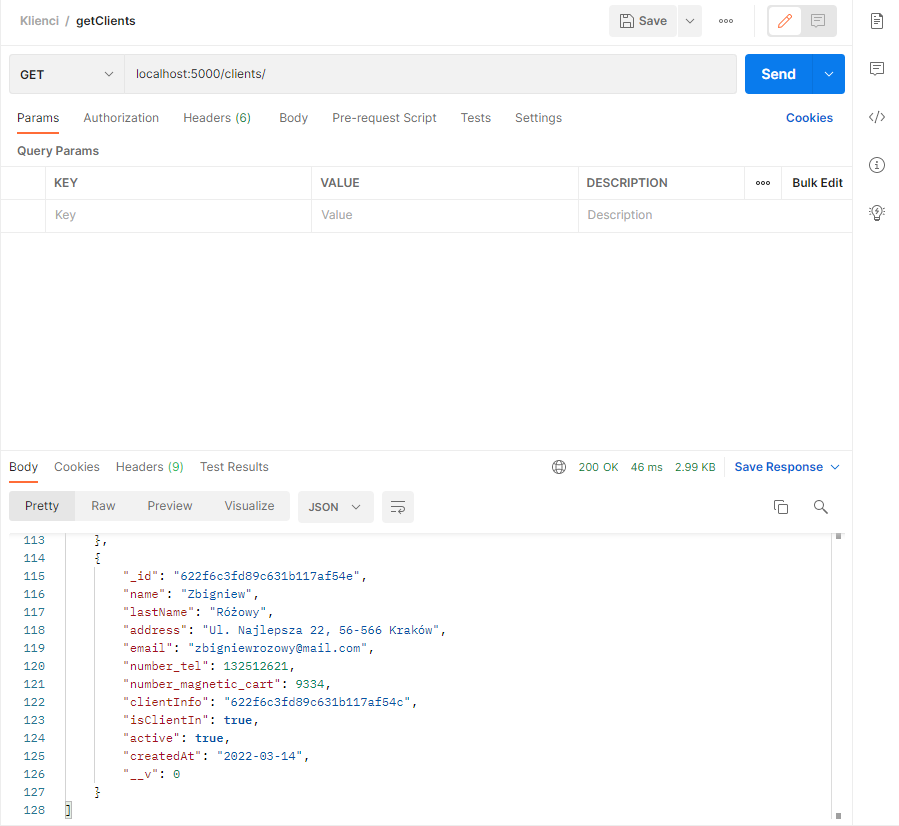 Klienci / getClients
Save
GET
localhost:5000/clients/
Send
Params Authorization Headers (6) Body Pre-request Script Tests Settings Cookies
Query Params
KEY VALUE DESCRIPTION Bulk Edit
Key Value Description
Body Cookies Headers (9) Test Results 200 OK 46 ms 2.99 KB Save Response
Pretty Raw Preview Visualize JSON
113 },
114 {
115 "_id": "622f6c3fd89c631b117af54e",
116 "name": "Zbigniew",
117 "lastName": "Różowy",
118 "address": "Ul. Najlepsza 22, 56-566 Kraków",
119 "email": "zbigniewrozowy@mail.com",
120 "number_tel": 132512621,
121 "number_magnetic_cart": 9334,
122 "clientInfo": "622f6c3fd89c631b117af54c",
123 "isClientIn": true,
124 "active": true,
125 "createdAt": "2022-03-14",
126 "__v": 0
127 }
128 ]